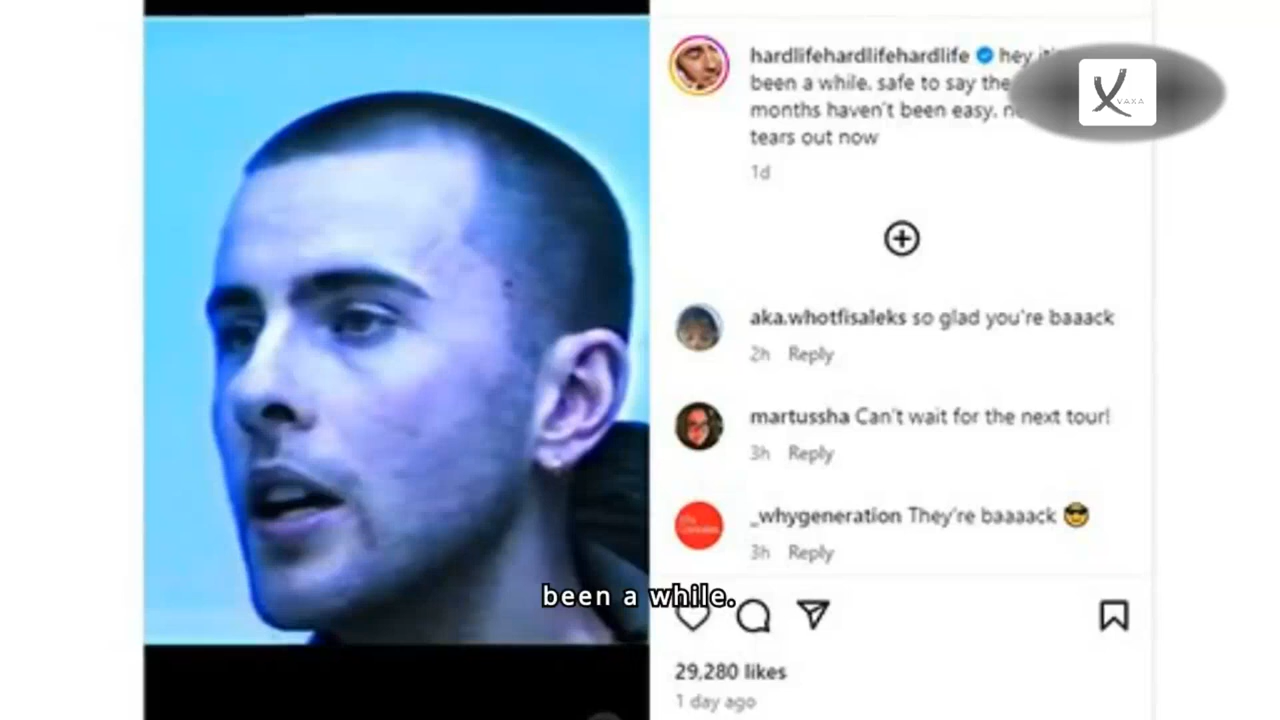 hardlifehardlifehardlife hey it's
been a while. safe to say the
months haven't been easy.
tears out now
1d
aka.whotfisaleks so glad you're baaack
2h Reply
martussha Can't wait for the next tour!
3h Reply
_whygeneration They're baaaack 😎
3h Reply
been a while.
29,280 likes
1 day ago
VAXA